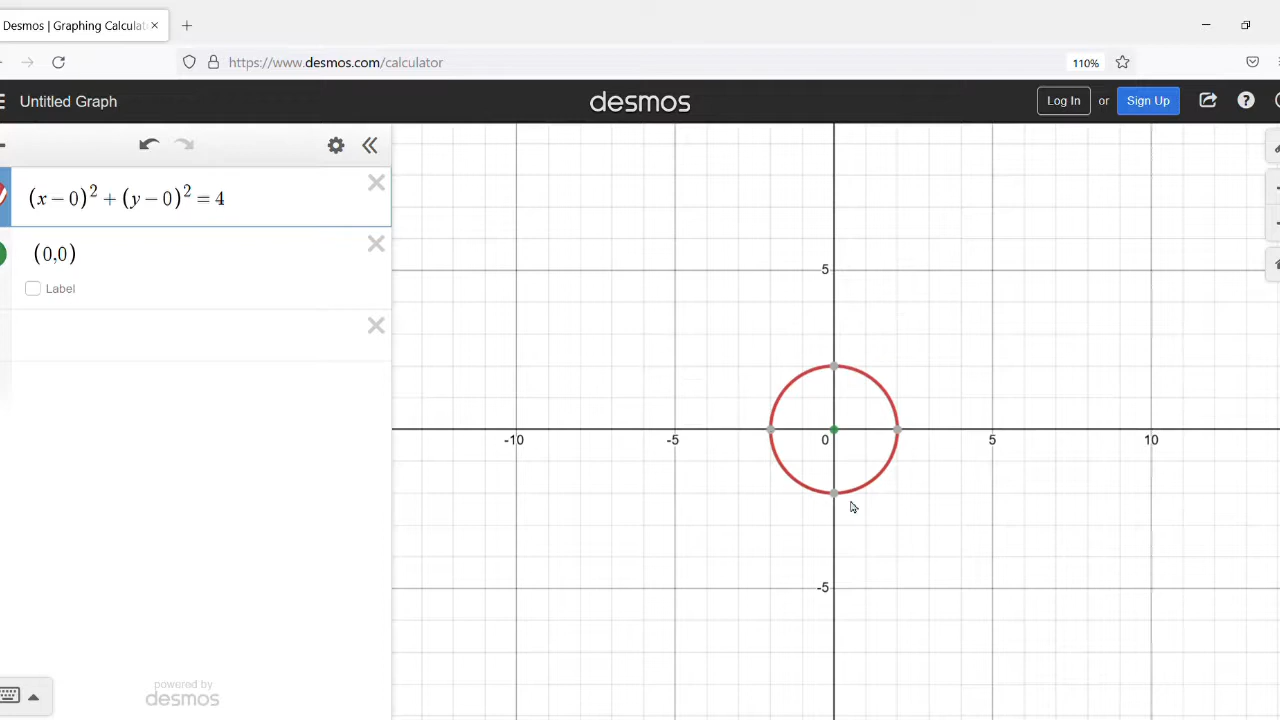 Desmos | Graphing Calculat
https://www.desmos.com/calculator
110%
Untitled Graph
desmos
Log In or Sign Up
(x − 0)² + (y − 0)² = 4
(0,0)
Label
5
-10 -5 0 5 10
-5
powered by
desmos